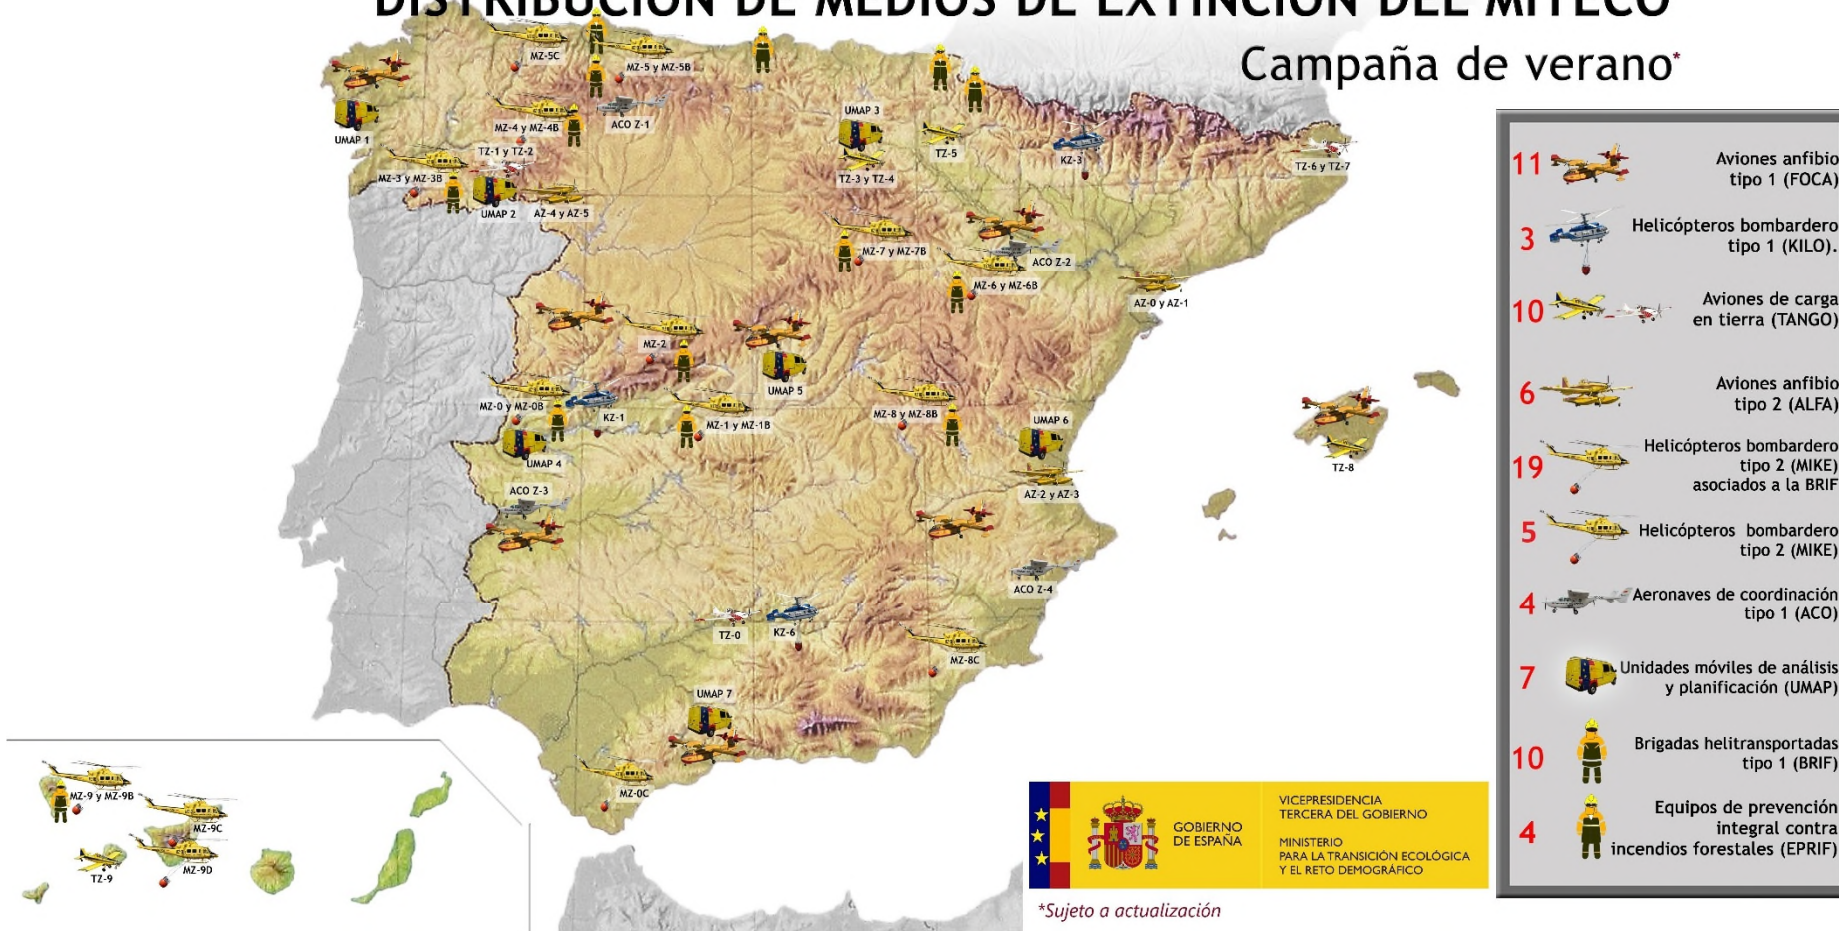 DISTRIBUCIÓN DE MEDIOS DE EXTINCIÓN DEL MITECO
Campaña de verano*
MZ-5C
MZ-5 y MZ-5B
UMAP 1
MZ-4 y MZ-4B
ACO Z-1
TZ-1 y TZ-2
MZ-3 y MZ-3B
UMAP 2
AZ-4 y AZ-5
UMAP 3
TZ-3 y TZ-4
TZ-5
KZ-3
TZ-6 y TZ-7
MZ-7 y MZ-7B
ACO Z-2
MZ-6 y MZ-6B
AZ-0 y AZ-1
MZ-2
UMAP 5
MZ-0 y MZ-0B
KZ-1
MZ-1 y MZ-1B
MZ-8 y MZ-8B
UMAP 6
UMAP 4
TZ-8
ACO Z-3
AZ-2 y AZ-3
ACO Z-4
TZ-0
KZ-6
MZ-8C
UMAP 7
MZ-0C
MZ-9 y MZ-9B
MZ-9C
TZ-9
MZ-9D
11
Aviones anfibio
tipo 1 (FOCA)
3
Helicópteros bombardero
tipo 1 (KILO).
10
Aviones de carga
en tierra (TANGO)
6
Aviones anfibio
tipo 2 (ALFA)
19
Helicópteros bombardero
tipo 2 (MIKE)
asociados a la BRIF
5
Helicópteros bombardero
tipo 2 (MIKE)
4
Aeronaves de coordinación
tipo 1 (ACO)
7
Unidades móviles de análisis
y planificación (UMAP)
10
Brigadas helitransportadas
tipo 1 (BRIF)
4
Equipos de prevención
integral contra
incendios forestales (EPRIF)
GOBIERNO
DE ESPAÑA
VICEPRESIDENCIA
TERCERA DEL GOBIERNO
MINISTERIO
PARA LA TRANSICIÓN ECOLÓGICA
Y EL RETO DEMOGRÁFICO
*Sujeto a actualización